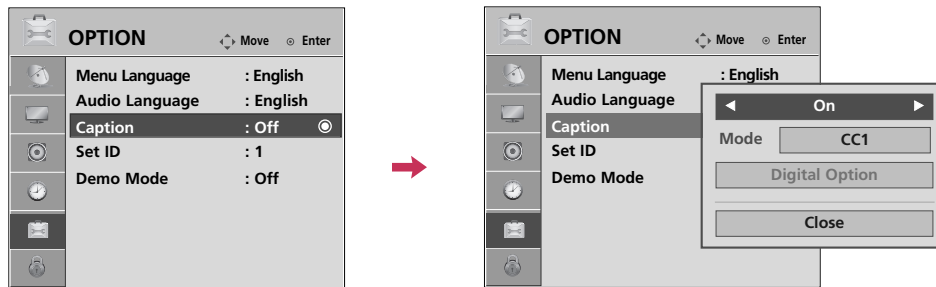 OPTION Move Enter
Menu Language : English
Audio Language : English
Caption : Off
Set ID : 1
Demo Mode : Off
OPTION Move Enter
Menu Language : English
Audio Language
Caption
Set ID
Demo Mode
On
Mode CC1
Digital Option
Close